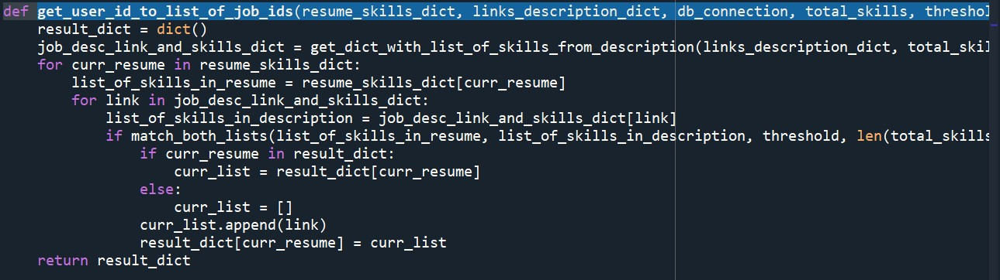 def get_user_id_to_list_of_job_ids(resume_skills_dict, links_description_dict, db_connection, total_skills,
    result_dict = dict()
    job_desc_link_and_skills_dict = get_dict_with_list_of_skills_from_description(links_description_dict,
    for curr_resume in resume_skills_dict:
        list_of_skills_in_resume = resume_skills_dict[curr_resume]
        for link in job_desc_link_and_skills_dict:
            list_of_skills_in_description = job_desc_link_and_skills_dict[link]
            if match_both_lists(list_of_skills_in_resume, list_of_skills_in_description, threshold, len(total_skills
                if curr_resume in result_dict:
                    curr_list = result_dict[curr_resume]
                else:
                    curr_list = []
                curr_list.append(link)
                result_dict[curr_resume] = curr_list
    return result_dict